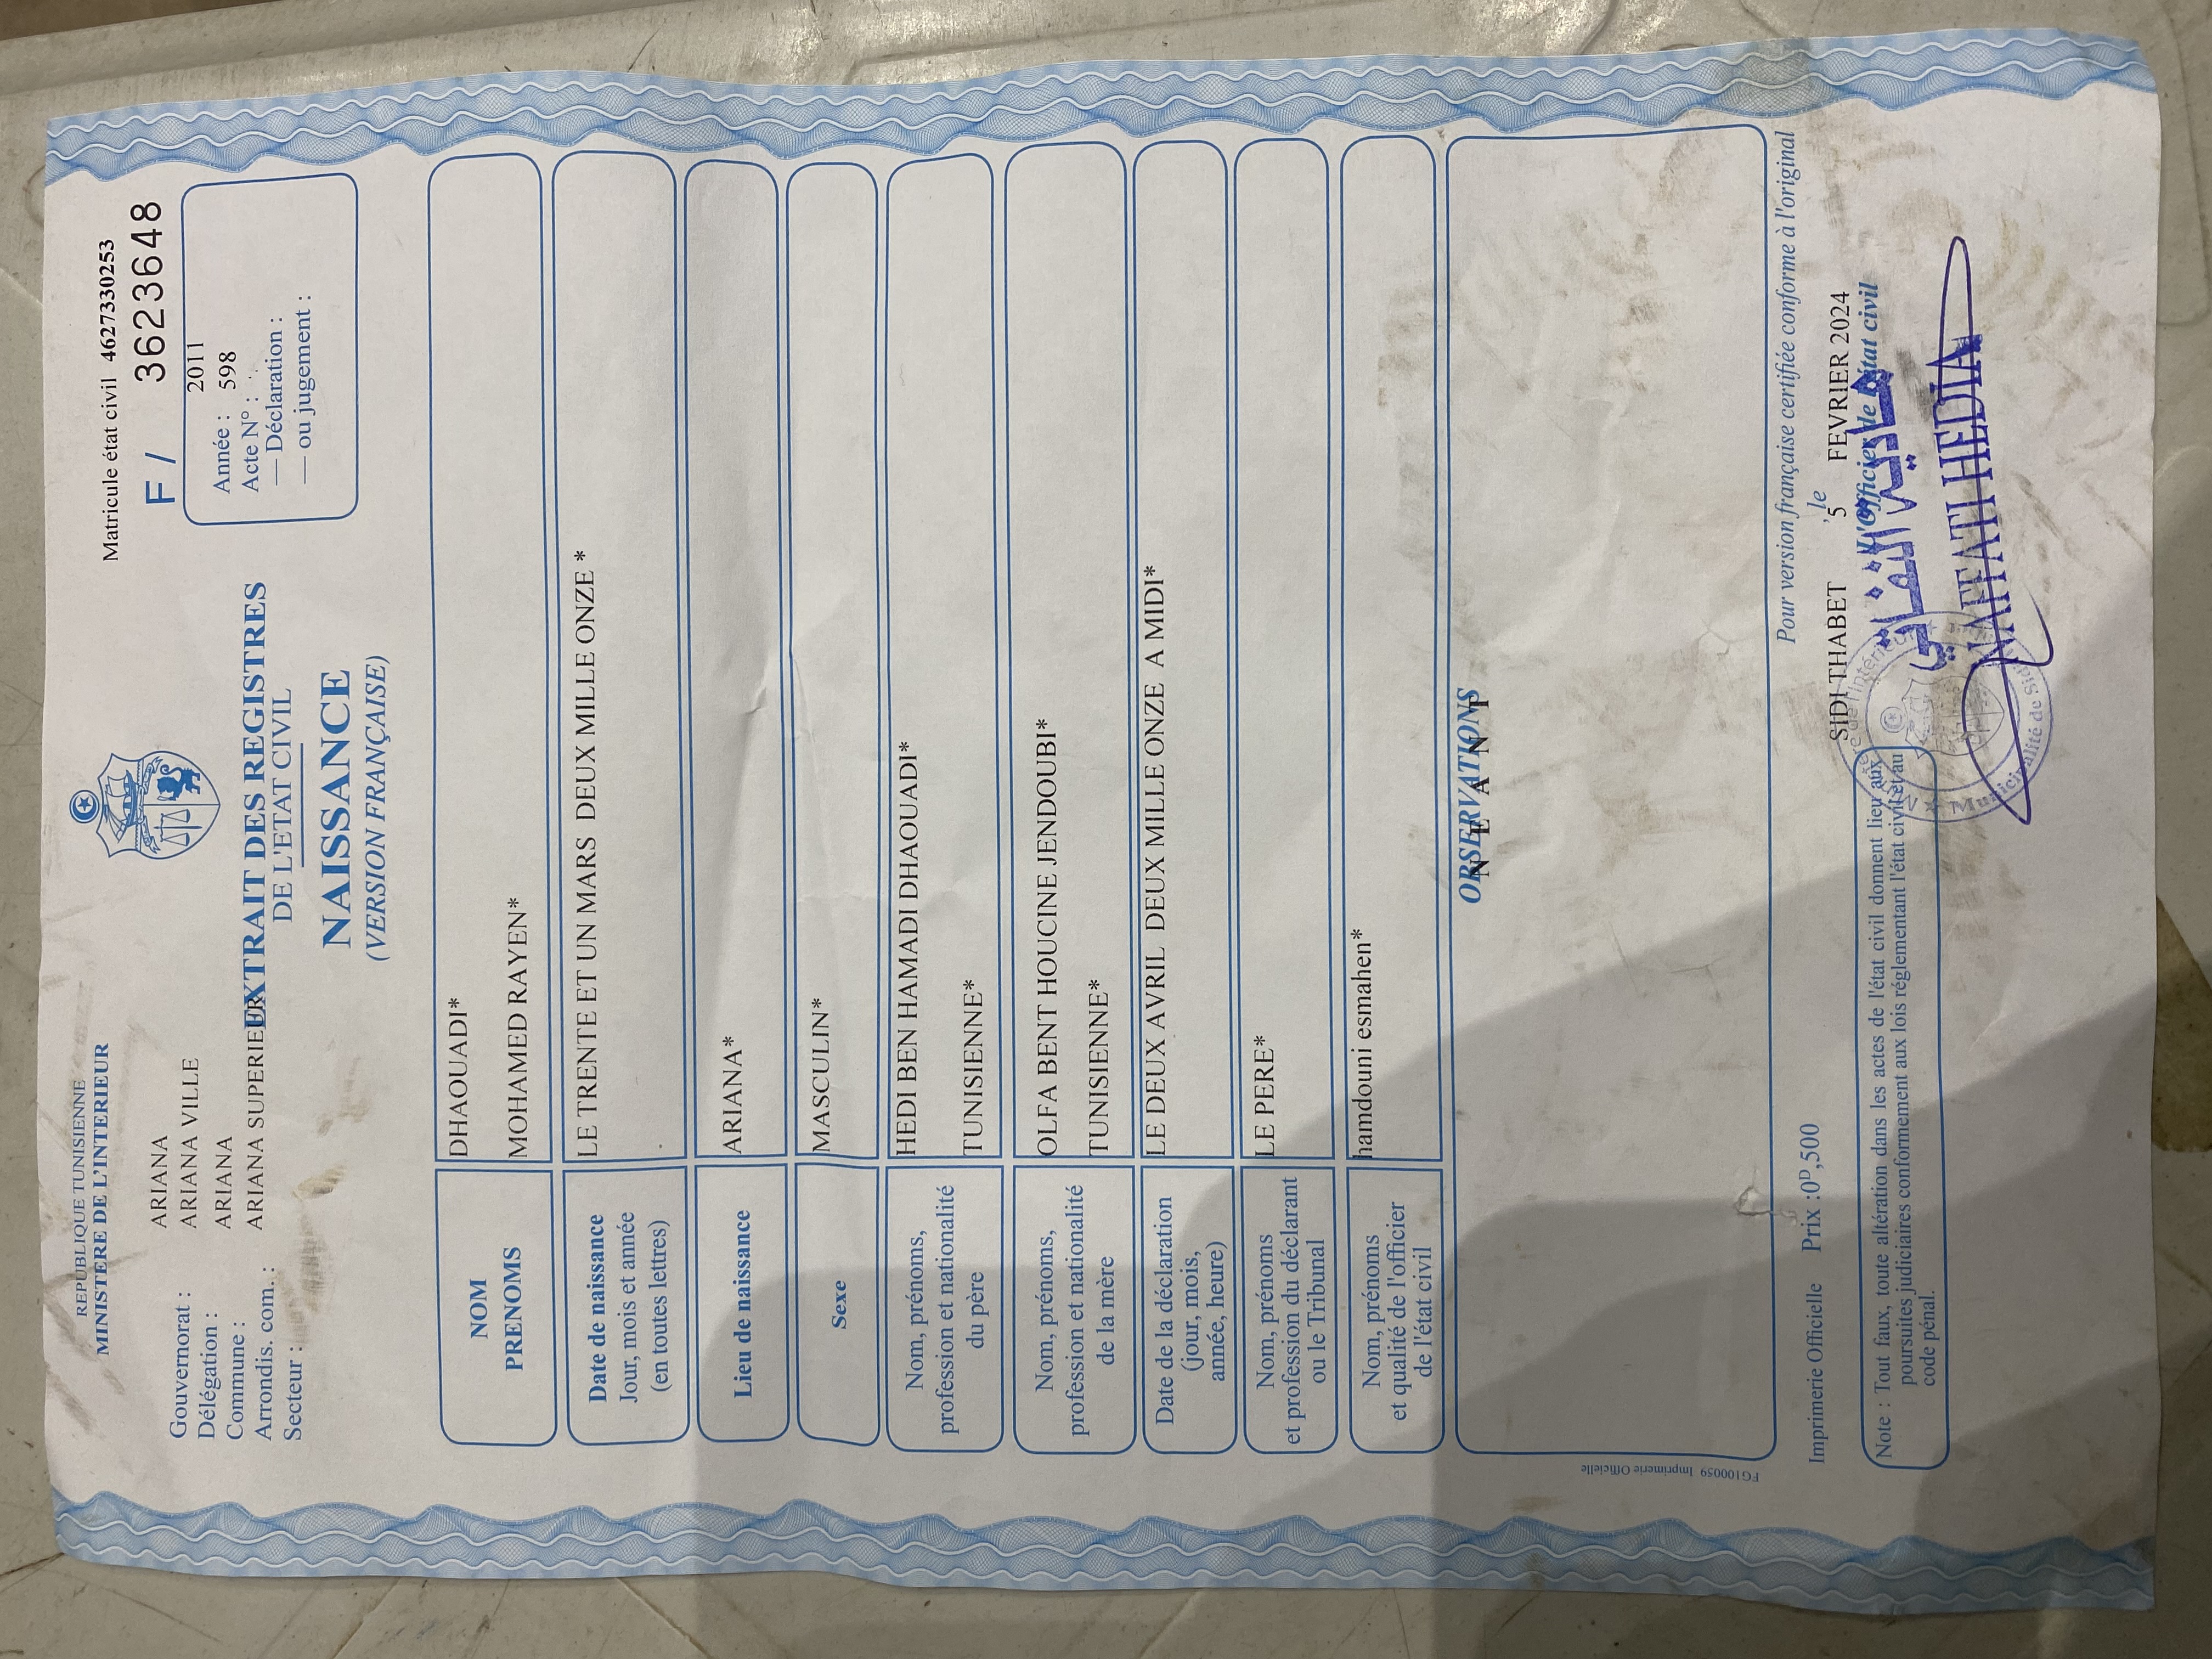 REPUBLIQUE TUNISIENNE
MINISTERE DE L'INTERIEUR
Matricule état civil 4627330253
F / 3623648
Gouvernorat : ARIANA
Délégation : ARIANA VILLE
Commune : ARIANA
Arrondis. com. : ARIANA SUPERIEUR
Secteur :
EXTRAIT DES REGISTRES
DE L'ETAT CIVIL
NAISSANCE
(VERSION FRANÇAISE)
Année : 2011
Acte N° : 598
— Déclaration :
— ou jugement :
NOM
DHAOUADI*
PRENOMS
MOHAMED RAYEN*
Date de naissance
Jour, mois et année
(en toutes lettres)
LE TRENTE ET UN MARS DEUX MILLE ONZE *
Lieu de naissance
ARIANA*
Sexe
MASCULIN*
Nom, prénoms,
profession et nationalité
du père
HEDI BEN HAMADI DHAOUADI*
TUNISIENNE*
Nom, prénoms,
profession et nationalité
de la mère
OLFA BENT HOUCINE JENDOUBI*
TUNISIENNE*
Date de la déclaration
(jour, mois,
année, heure)
LE DEUX AVRIL DEUX MILLE ONZE A MIDI*
Nom, prénoms
et profession du déclarant
ou le Tribunal
LE PERE*
Nom, prénoms
et qualité de l'officier
de l'état civil
hamdouni esmahen*
OBSERVATIONS
N E A N T
FG100059 Imprimerie Officielle
Pour version française certifiée conforme à l'original
Imprimerie Officielle Prix :0ᴰ,500
SIDI THABET le 5 FEVRIER 2024
l'Officier de l'état civil
هادية النفاتي
NAFFATI HEDIA
Municipalité de Sidi
Note : Tout faux, toute altération dans les actes de l'état civil donnent lieu aux
poursuites judiciaires conformement aux lois réglementant l'état civil et au
code pénal.